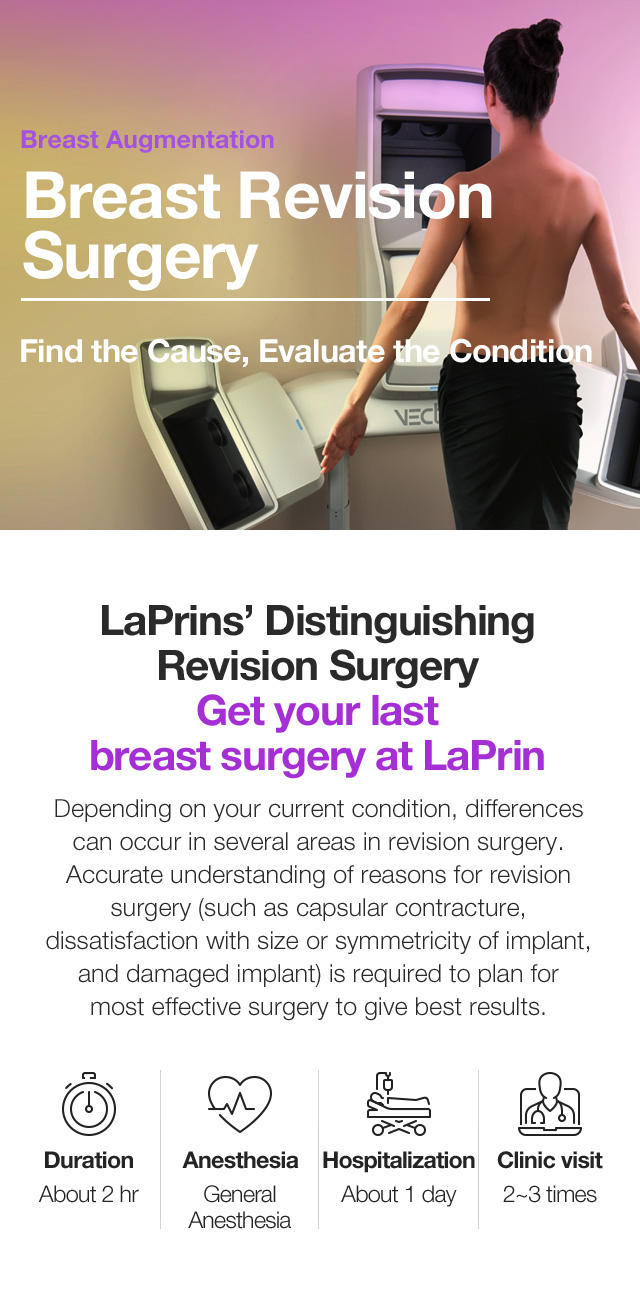 Breast Augmentation
Breast Revision
Surgery
Find the Cause, Evaluate the Condition
VECT
LaPrins’ Distinguishing
Revision Surgery
Get your last
breast surgery at LaPrin
Depending on your current condition, differences
can occur in several areas in revision surgery.
Accurate understanding of reasons for revision
surgery (such as capsular contracture,
dissatisfaction with size or symmetricity of implant,
and damaged implant) is required to plan for
most effective surgery to give best results.
Duration
About 2 hr
Anesthesia
General
Anesthesia
Hospitalization
About 1 day
Clinic visit
2~3 times